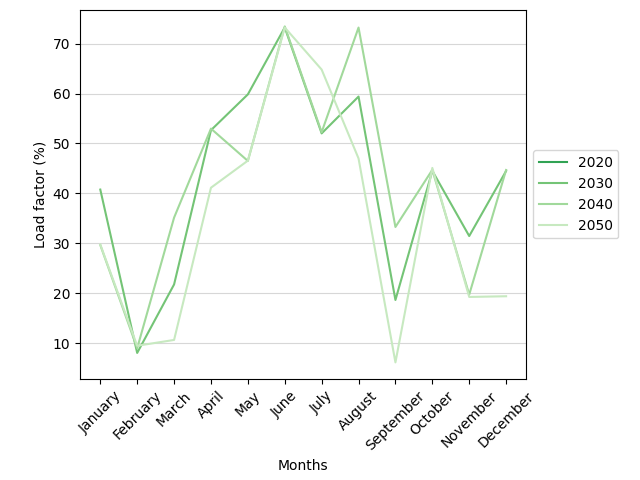 Load factor (%)
70
60
50
40
30
20
10
January
February
March
April
May
June
July
August
September
October
November
December
Months
2020
2030
2040
2050